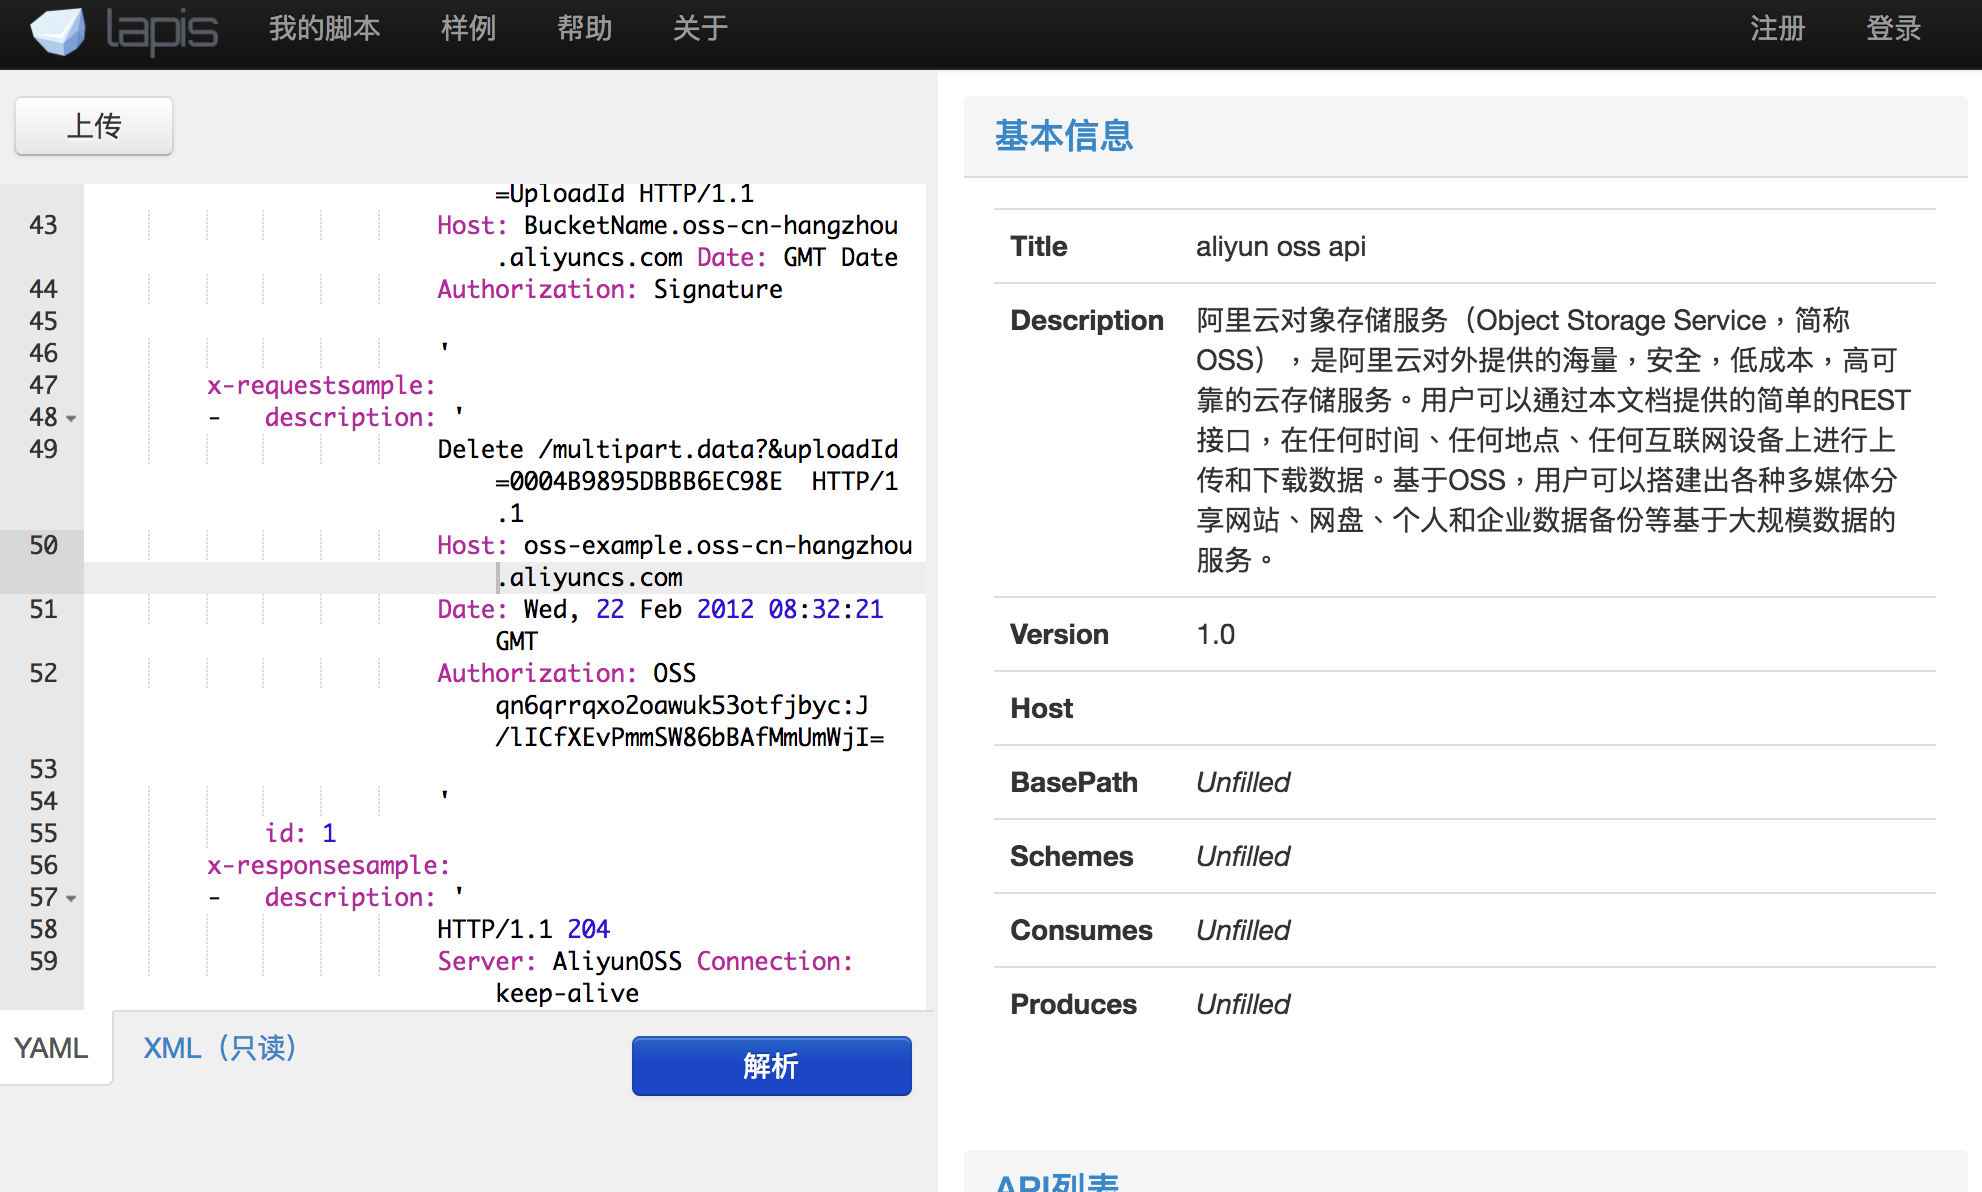 lapis 我的脚本 样例 帮助 关于 注册 登录
上传
=UploadId HTTP/1.1
43 Host: BucketName.oss-cn-hangzhou
.aliyuncs.com Date: GMT Date
44 Authorization: Signature
45
46 '
47 x-requestsample:
48 - description: '
49 Delete /multipart.data?&uploadId
=0004B9895DBBB6EC98E HTTP/1
.1
50 Host: oss-example.oss-cn-hangzhou
.aliyuncs.com
51 Date: Wed, 22 Feb 2012 08:32:21
GMT
52 Authorization: OSS
qn6qrrqxo2oawuk53otfjbyc:J
/lICfXEvPmmSW86bBAfMmUmWjI=
53
54 '
55 id: 1
56 x-responsesample:
57 - description: '
58 HTTP/1.1 204
59 Server: AliyunOSS Connection:
keep-alive
YAML XML（只读）
解析
基本信息
Title aliyun oss api
Description 阿里云对象存储服务（Object Storage Service，简称
OSS），是阿里云对外提供的海量，安全，低成本，高可
靠的云存储服务。用户可以通过本文档提供的简单的REST
接口，在任何时间、任何地点、任何互联网设备上进行上
传和下载数据。基于OSS，用户可以搭建出各种多媒体分
享网站、网盘、个人和企业数据备份等基于大规模数据的
服务。
Version 1.0
Host
BasePath Unfilled
Schemes Unfilled
Consumes Unfilled
Produces Unfilled
API列表